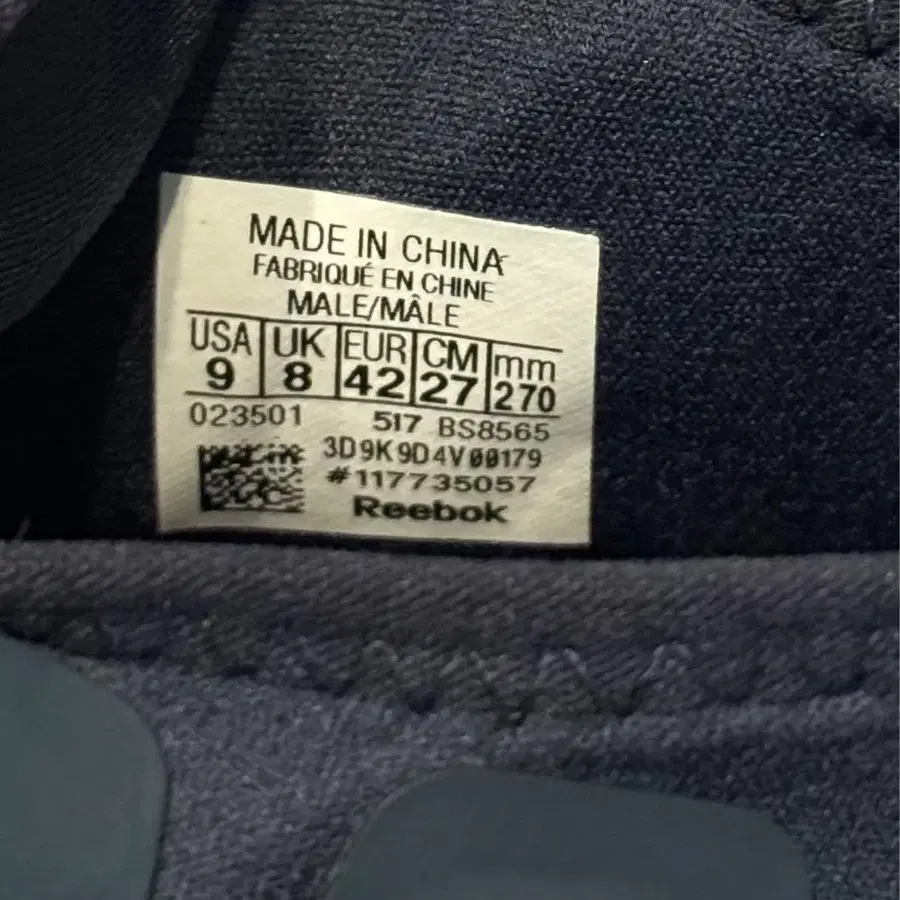 MADE IN CHINA
FABRIQUÉ EN CHINE
MALE/MÂLE
USA UK EUR CM mm
9 8 42 27 270
023501 517 BS8565
3D9K9D4V00179
#117735057
Reebok